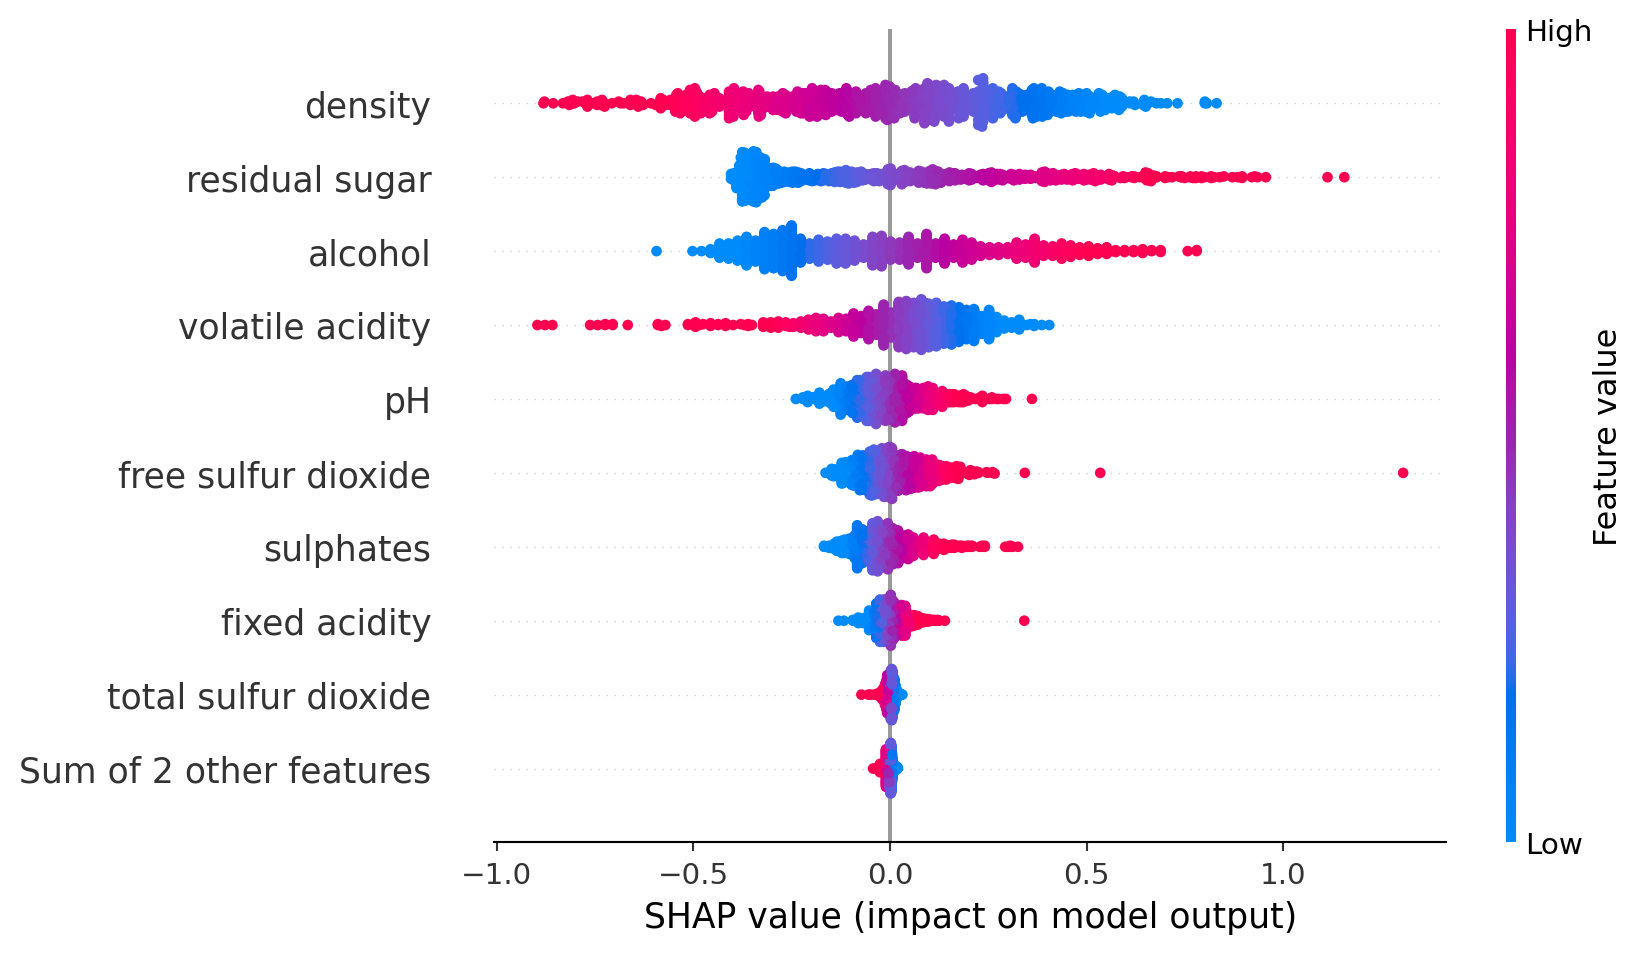 High
density
residual sugar
alcohol
volatile acidity
pH
free sulfur dioxide
sulphates
fixed acidity
total sulfur dioxide
Sum of 2 other features
Feature value
Low
−1.0 −0.5 0.0 0.5 1.0
SHAP value (impact on model output)